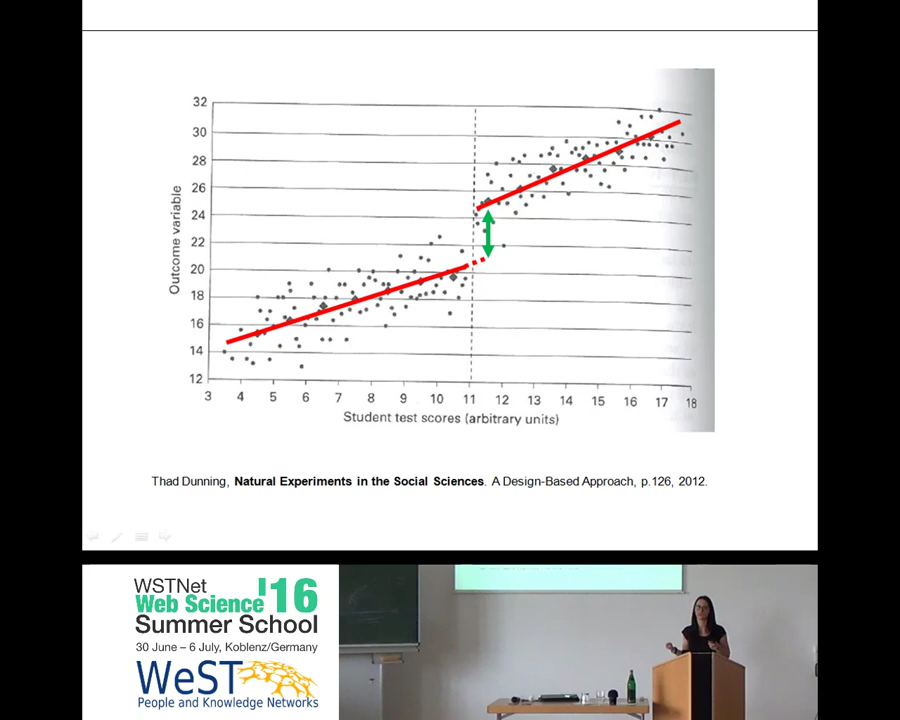 32
30
28
26
24
22
20
18
16
14
12
Outcome variable
3 4 5 6 7 8 9 10 11 12 13 14 15 16 17 18
Student test scores (arbitrary units)
Thad Dunning, Natural Experiments in the Social Sciences. A Design-Based Approach, p.126, 2012.
WSTNet
Web Science '16
Summer School
30 June – 6 July, Koblenz/Germany
WeST
People and Knowledge Networks